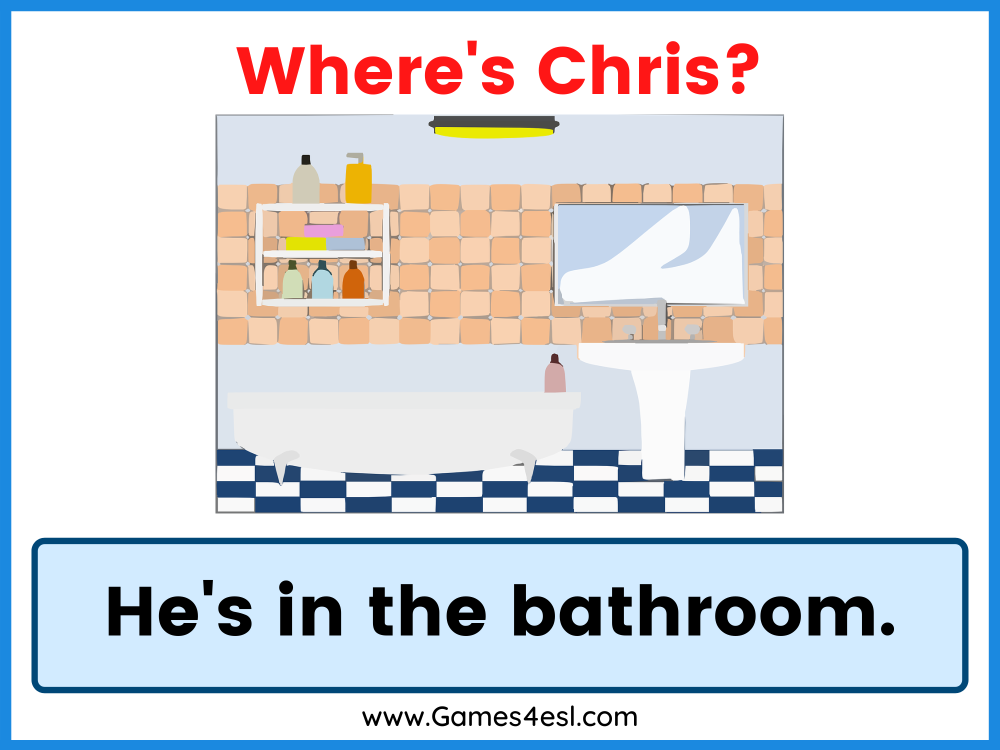 Where's Chris?
He's in the bathroom.
www.Games4esl.com